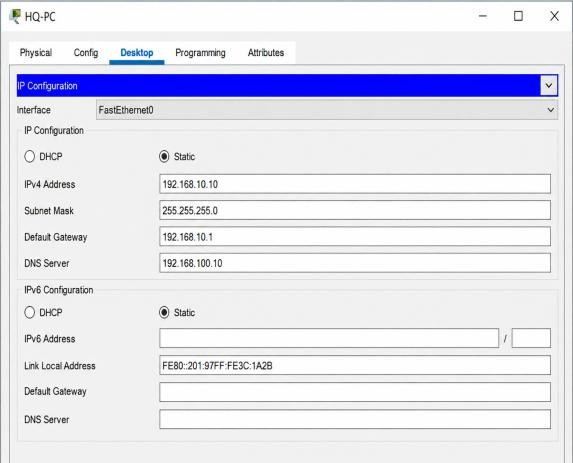 HQ-PC
Physical Config Desktop Programming Attributes
IP Configuration
Interface FastEthernet0
IP Configuration
DHCP Static
IPv4 Address 192.168.10.10
Subnet Mask 255.255.255.0
Default Gateway 192.168.10.1
DNS Server 192.168.100.10
IPv6 Configuration
DHCP Static
IPv6 Address /
Link Local Address FE80::201:97FF:FE3C:1A2B
Default Gateway
DNS Server